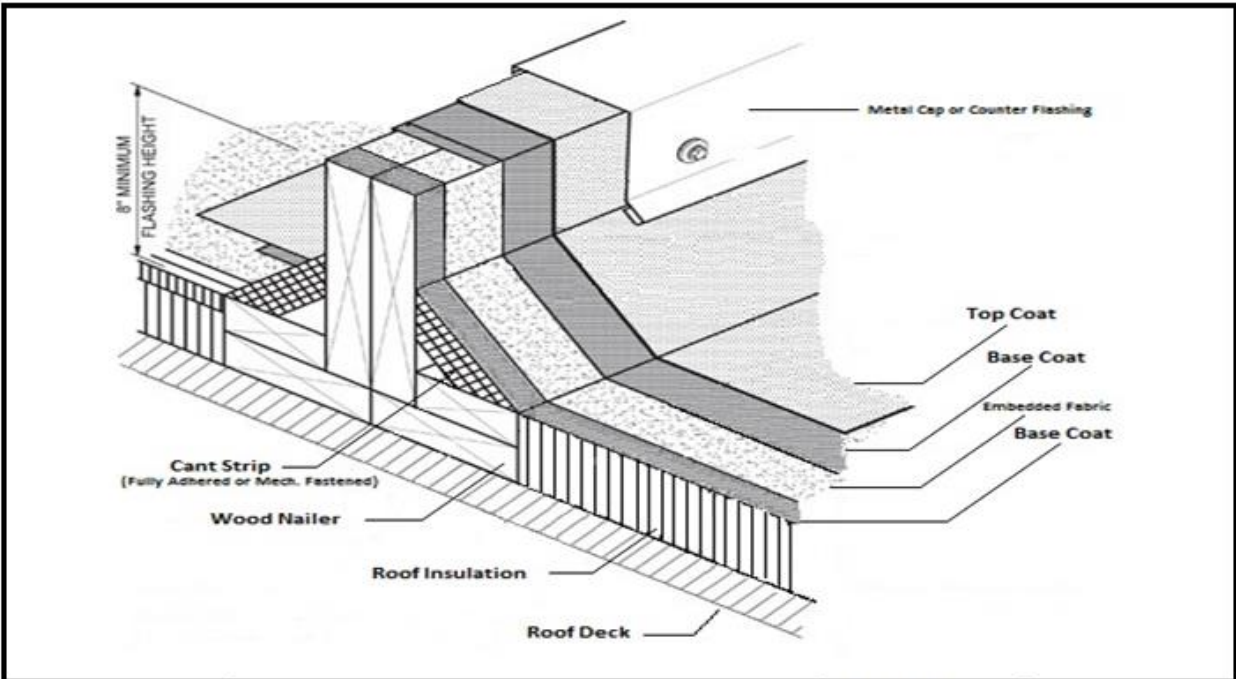 8" MINIMUM
FLASHING HEIGHT
Metal Cap or Counter Flashing
Top Coat
Base Coat
Embedded Fabric
Base Coat
Cant Strip
(Fully Adhered or Mech. Fastened)
Wood Nailer
Roof Insulation
Roof Deck